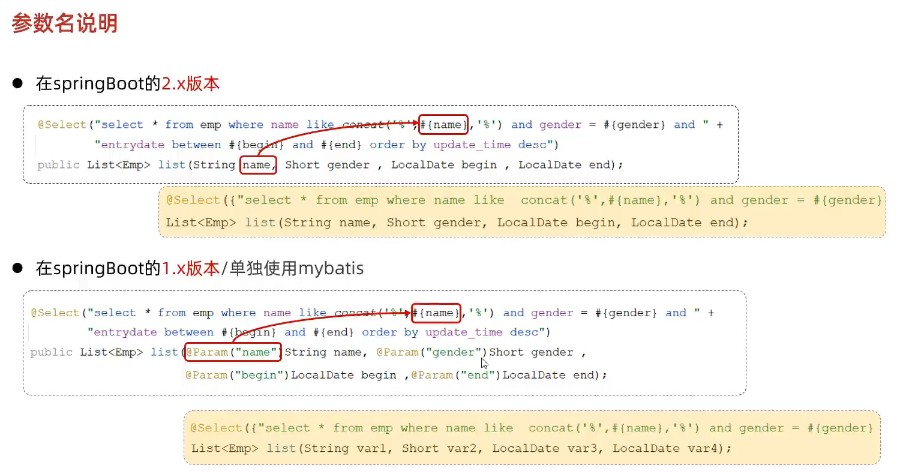 参数名说明
● 在springBoot的2.x版本
@Select("select * from emp where name like concat('%',#{name},'%') and gender = #{gender} and " +
"entrydate between #{begin} and #{end} order by update_time desc")
public List<Emp> list(String name, Short gender , LocalDate begin , LocalDate end);
@Select({"select * from emp where name like  concat('%',#{name},'%') and gender = #{gender}
List<Emp> list(String name, Short gender, LocalDate begin, LocalDate end);
● 在springBoot的1.x版本/单独使用mybatis
@Select("select * from emp where name like concat('%',#{name},'%') and gender = #{gender} and " +
"entrydate between #{begin} and #{end} order by update_time desc")
public List<Emp> list(@Param("name")String name, @Param("gender")Short gender ,
@Param("begin")LocalDate begin ,@Param("end")LocalDate end);
@Select({"select * from emp where name like  concat('%',#{name},'%') and gender = #{gender}
List<Emp> list(String var1, Short var2, LocalDate var3, LocalDate var4);